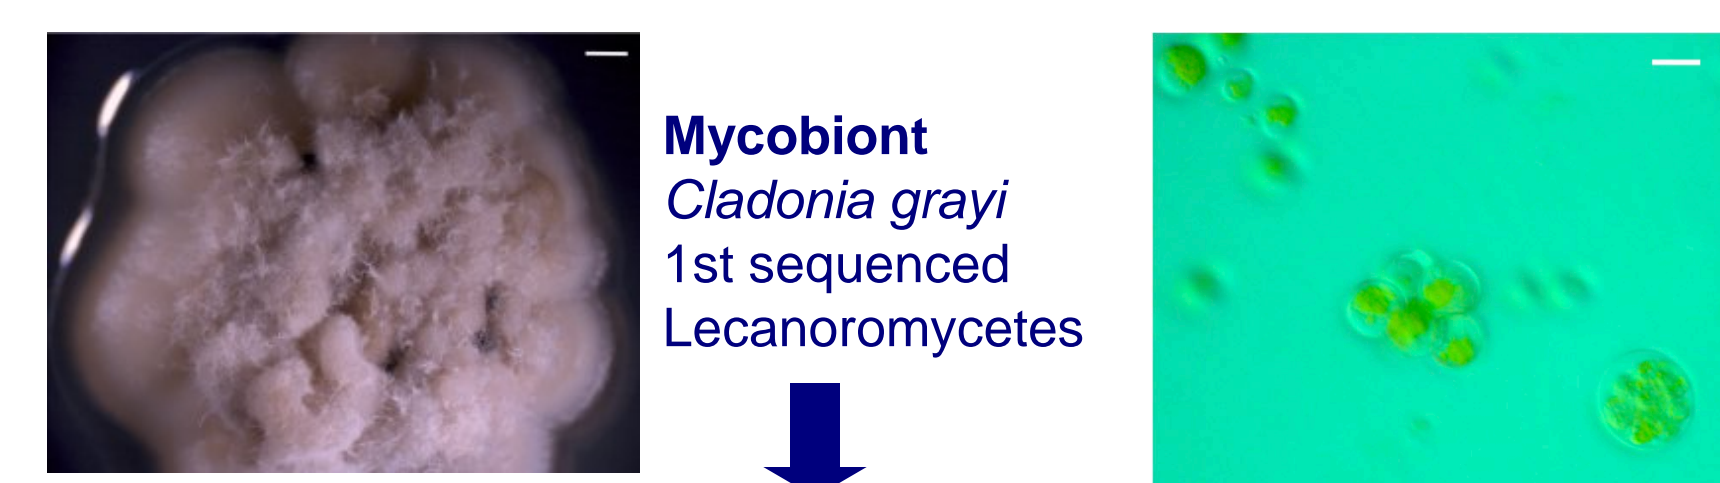 Mycobiont
Cladonia grayi
1st sequenced
Lecanoromycetes